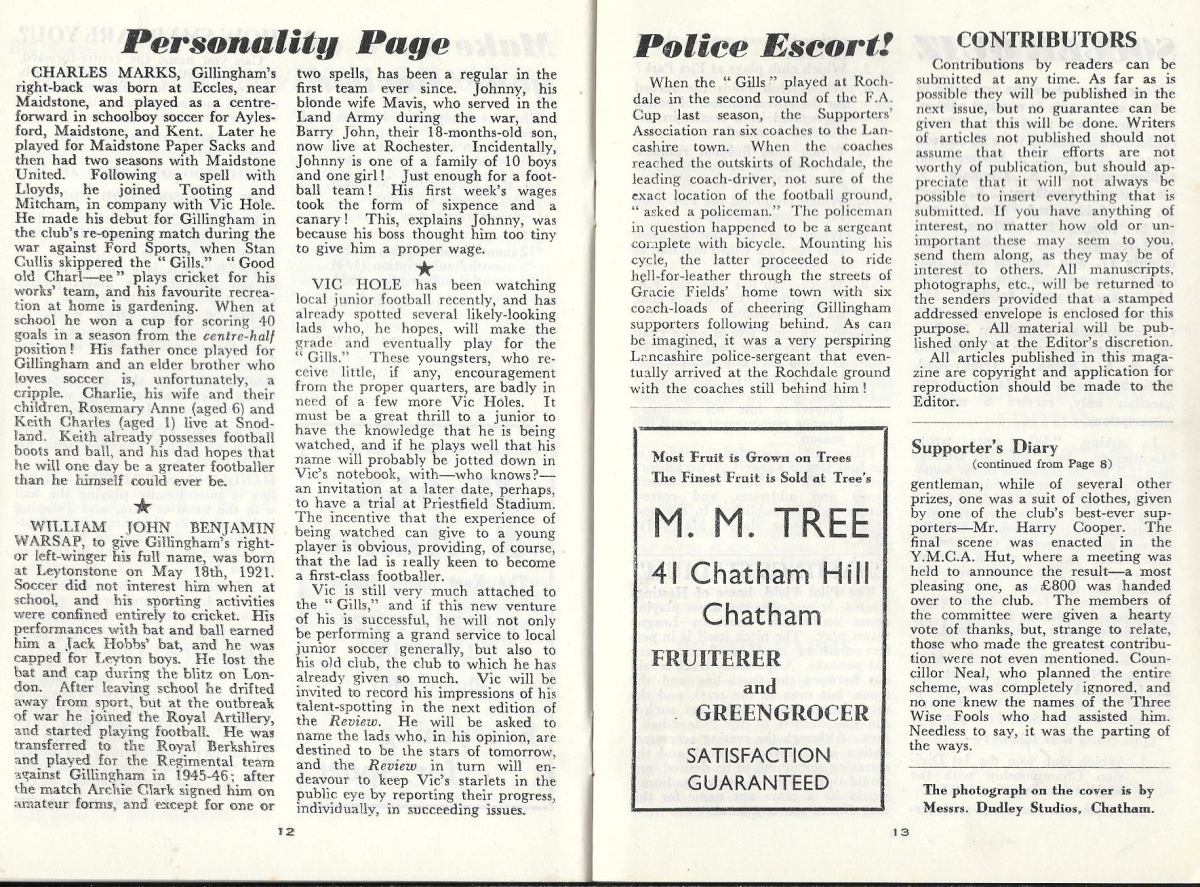 Personality Page
CHARLES MARKS, Gillingham's
right-back was born at Eccles, near
Maidstone, and played as a centre-
forward in schoolboy soccer for Ayles-
ford, Maidstone, and Kent. Later he
played for Maidstone Paper Sacks and
then had two seasons with Maidstone
United. Following a spell with
Lloyds, he joined Tooting and
Mitcham, in company with Vic Hole.
He made his debut for Gillingham in
the club's re-opening match during the
war against Ford Sports, when Stan
Cullis skippered the " Gills." " Good
old Charl—ee " plays cricket for his
works' team, and his favourite recrea-
tion at home is gardening. When at
school he won a cup for scoring 40
goals in a season from the centre-half
position! His father once played for
Gillingham and an elder brother who
loves soccer is, unfortunately, a
cripple. Charlie, his wife and their
children, Rosemary Anne (aged 6) and
Keith Charles (aged 1) live at Snod-
land. Keith already possesses football
boots and ball, and his dad hopes that
he will one day be a greater footballer
than he himself could ever be.
★
WILLIAM JOHN BENJAMIN
WARSAP, to give Gillingham's right-
or left-winger his full name, was born
at Leytonstone on May 18th, 1921.
Soccer did not interest him when at
school, and his sporting activities
were confined entirely to cricket. His
performances with bat and ball earned
him a Jack Hobbs' bat, and he was
capped for Leyton boys. He lost the
bat and cap during the blitz on Lon-
don. After leaving school he drifted
away from sport, but at the outbreak
of war he joined the Royal Artillery,
and started playing football. He was
transferred to the Royal Berkshires
and played for the Regimental team
against Gillingham in 1945-46; after
the match Archie Clark signed him on
amateur forms, and except for one or
two spells, has been a regular in the
first team ever since. Johnny, his
blonde wife Mavis, who served in the
Land Army during the war, and
Barry John, their 18-months-old son,
now live at Rochester. Incidentally,
Johnny is one of a family of 10 boys
and one girl! Just enough for a foot-
ball team! His first week's wages
took the form of sixpence and a
canary! This, explains Johnny, was
because his boss thought him too tiny
to give him a proper wage.
★
VIC HOLE has been watching
local junior football recently, and has
already spotted several likely-looking
lads who, he hopes, will make the
grade and eventually play for the
" Gills." These youngsters, who re-
ceive little, if any, encouragement
from the proper quarters, are badly in
need of a few more Vic Holes. It
must be a great thrill to a junior to
have the knowledge that he is being
watched, and if he plays well that his
name will probably be jotted down in
Vic's notebook, with—who knows?—
an invitation at a later date, perhaps,
to have a trial at Priestfield Stadium.
The incentive that the experience of
being watched can give to a young
player is obvious, providing, of course,
that the lad is really keen to become
a first-class footballer.
Vic is still very much attached to
the " Gills," and if this new venture
of his is successful, he will not only
be performing a grand service to local
junior soccer generally, but also to
his old club, the club to which he has
already given so much. Vic will be
invited to record his impressions of his
talent-spotting in the next edition of
the Review. He will be asked to
name the lads who, in his opinion, are
destined to be the stars of tomorrow,
and the Review in turn will en-
deavour to keep Vic's starlets in the
public eye by reporting their progress,
individually, in succeeding issues.
12
Police Escort!
When the " Gills " played at Roch-
dale in the second round of the F.A.
Cup last season, the Supporters'
Association ran six coaches to the Lan-
cashire town. When the coaches
reached the outskirts of Rochdale, the
leading coach-driver, not sure of the
exact location of the football ground,
" asked a policeman." The policeman
in question happened to be a sergeant
complete with bicycle. Mounting his
cycle, the latter proceeded to ride
hell-for-leather through the streets of
Gracie Fields' home town with six
coach-loads of cheering Gillingham
supporters following behind. As can
be imagined, it was a very perspiring
Lancashire police-sergeant that even-
tually arrived at the Rochdale ground
with the coaches still behind him!
Most Fruit is Grown on Trees
The Finest Fruit is Sold at Tree's
M. M. TREE
41 Chatham Hill
Chatham
FRUITERER
and
GREENGROCER
SATISFACTION
GUARANTEED
CONTRIBUTORS
Contributions by readers can be
submitted at any time. As far as is
possible they will be published in the
next issue, but no guarantee can be
given that this will be done. Writers
of articles not published should not
assume that their efforts are not
worthy of publication, but should ap-
preciate that it will not always be
possible to insert everything that is
submitted. If you have anything of
interest, no matter how old or un-
important these may seem to you,
send them along, as they may be of
interest to others. All manuscripts,
photographs, etc., will be returned to
the senders provided that a stamped
addressed envelope is enclosed for this
purpose. All material will be pub-
lished only at the Editor's discretion.
All articles published in this maga-
zine are copyright and application for
reproduction should be made to the
Editor.
Supporter's Diary
(continued from Page 8)
gentleman, while of several other
prizes, one was a suit of clothes, given
by one of the club's best-ever sup-
porters—Mr. Harry Cooper. The
final scene was enacted in the
Y.M.C.A. Hut, where a meeting was
held to announce the result—a most
pleasing one, as £800 was handed
over to the club. The members of
the committee were given a hearty
vote of thanks, but, strange to relate,
those who made the greatest contribu-
tion were not even mentioned. Coun-
cillor Neal, who planned the entire
scheme, was completely ignored, and
no one knew the names of the Three
Wise Fools who had assisted him.
Needless to say, it was the parting of
the ways.
The photograph on the cover is by
Messrs. Dudley Studios, Chatham.
13